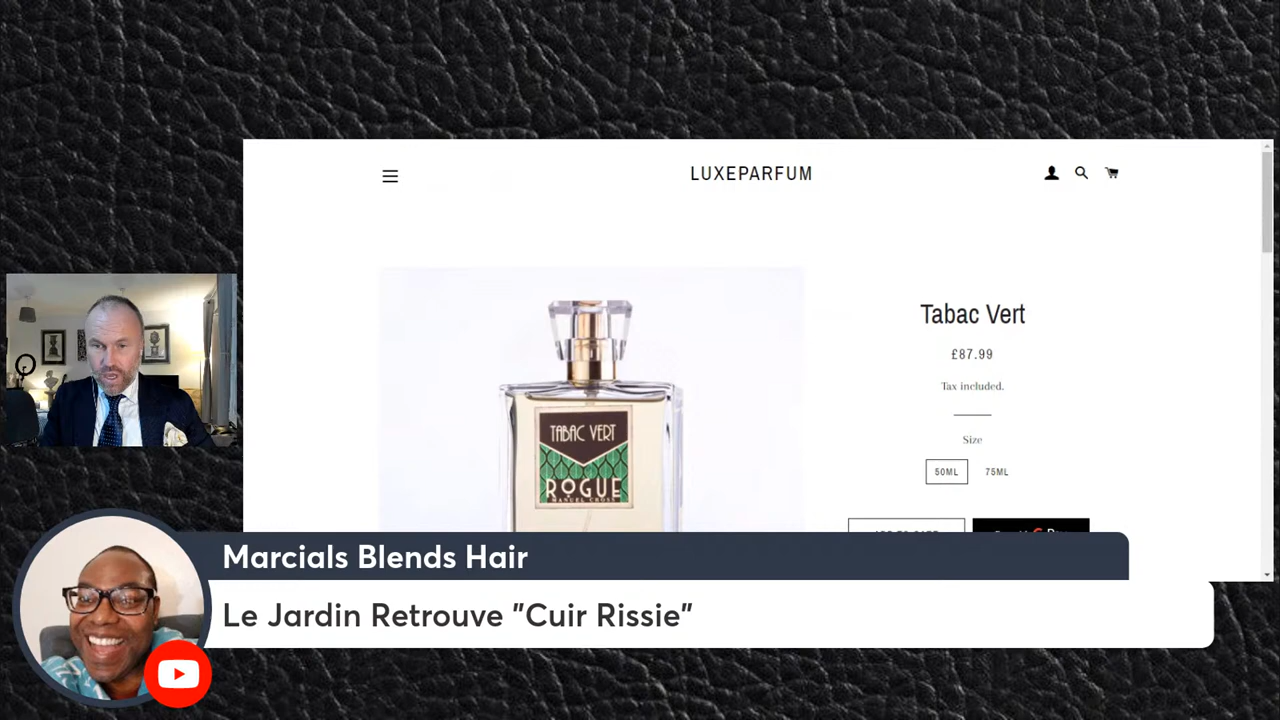 LUXEPARFUM
Tabac Vert
£87.99
Tax included.
Size
50ML 75ML
TABAC VERT
ROGUE
MANUEL CROSS
Marcials Blends Hair
Le Jardin Retrouve "Cuir Rissie"